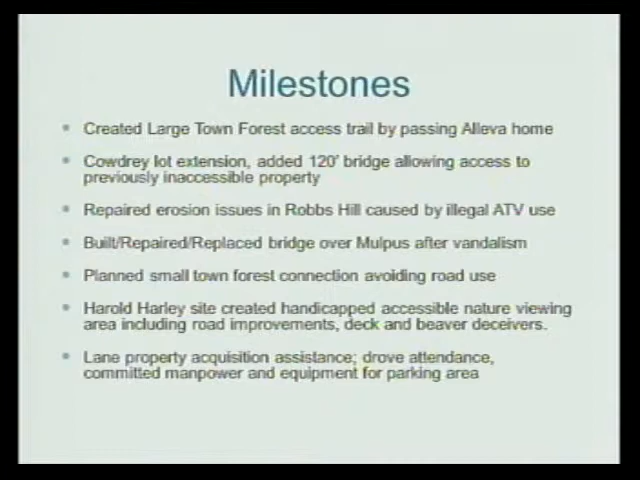 Milestones
Created Large Town Forest access trail by passing Alleva home
Cowdrey lot extension, added 120' bridge allowing access to
previously inaccessible property
Repaired erosion issues in Robbs Hill caused by illegal ATV use
Built/Repaired/Replaced bridge over Mulpus after vandalism
Planned small town forest connection avoiding road use
Harold Harley site created handicapped accessible nature viewing
area including road improvements, deck and beaver deceivers.
Lane property acquisition assistance; drove attendance,
committed manpower and equipment for parking area